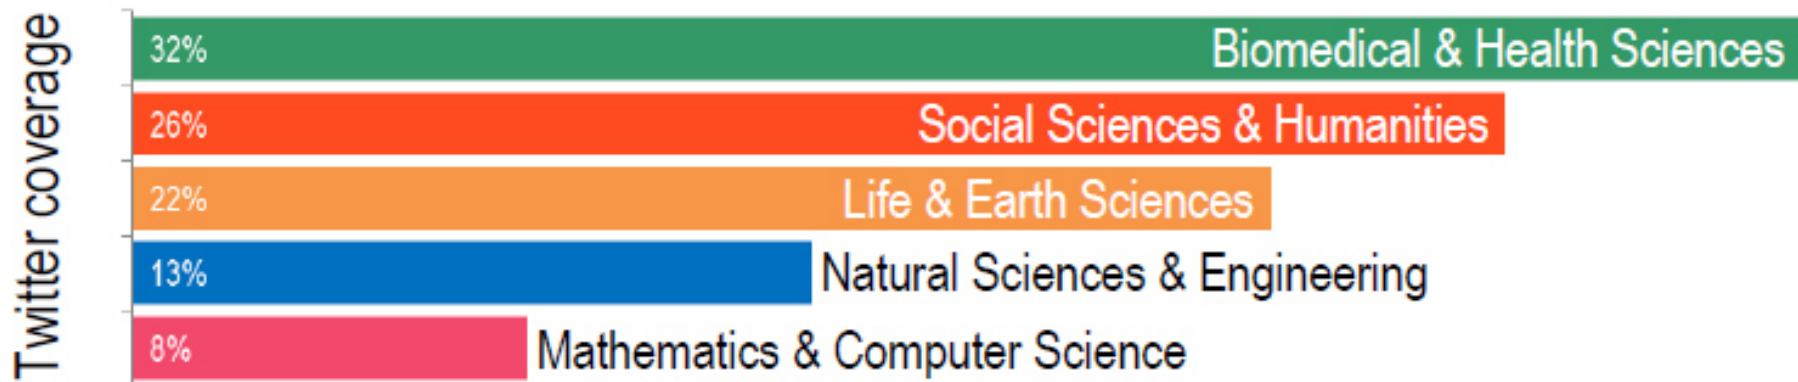 Twitter coverage
32% Biomedical & Health Sciences
26% Social Sciences & Humanities
22% Life & Earth Sciences
13% Natural Sciences & Engineering
8% Mathematics & Computer Science